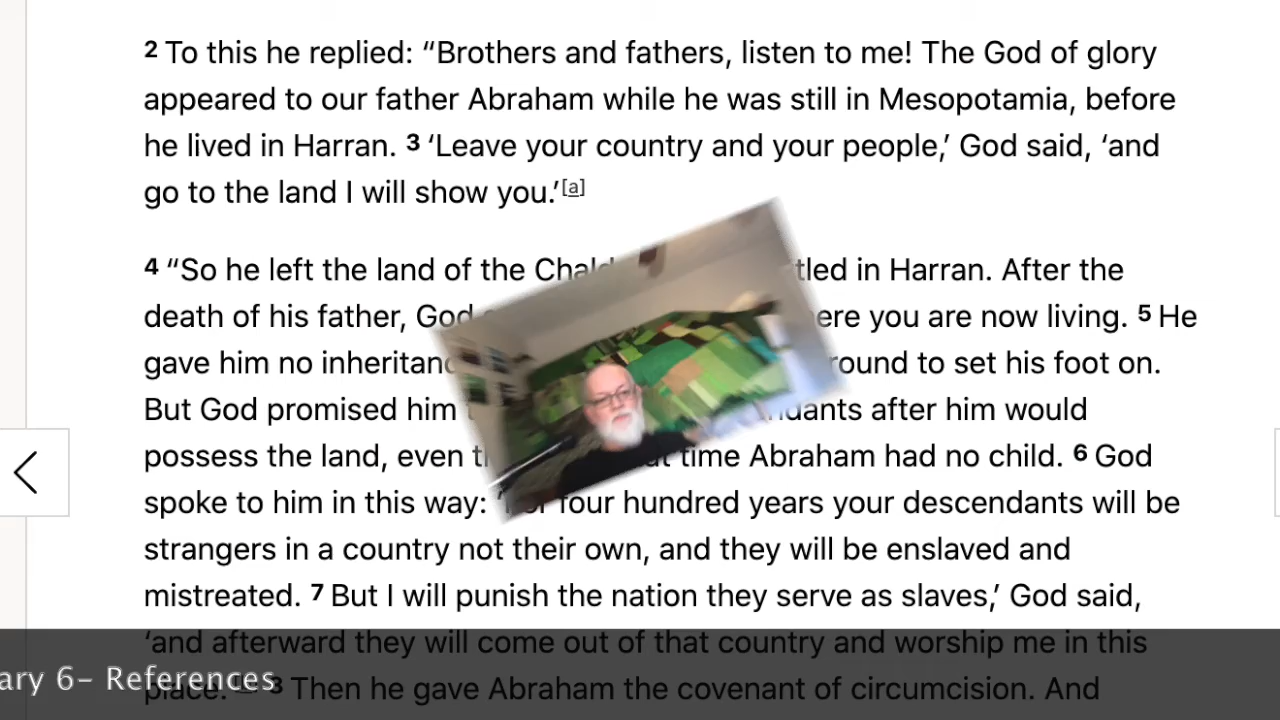 2 To this he replied: “Brothers and fathers, listen to me! The God of glory
appeared to our father Abraham while he was still in Mesopotamia, before
he lived in Harran. 3 ‘Leave your country and your people,’ God said, ‘and
go to the land I will show you.’[a]
4 “So he left the land of the Chald tled in Harran. After the
death of his father, God ere you are now living. 5 He
gave him no inheritanc round to set his foot on.
But God promised him ndants after him would
possess the land, even time Abraham had no child. 6 God
spoke to him in this way: four hundred years your descendants will be
strangers in a country not their own, and they will be enslaved and
mistreated. 7 But I will punish the nation they serve as slaves,’ God said,
‘and afterward they will come out of that country and worship me in this
place.’ 8 Then he gave Abraham the covenant of circumcision. And
ary 6– References